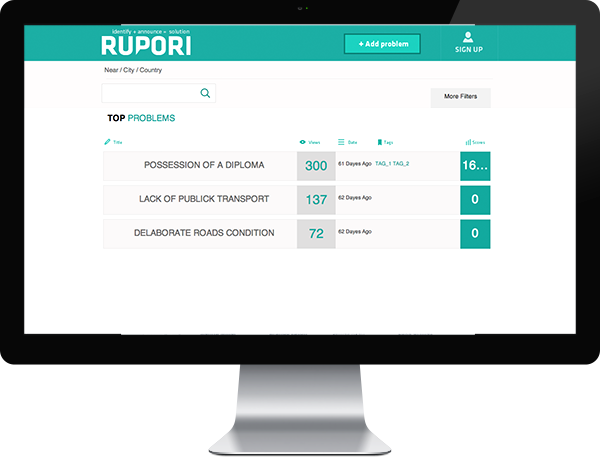 identify + announce = solution
RUPORI
+ Add problem
SIGN UP
Near / City / Country
More Filters
TOP PROBLEMS
Title Views Date Tags Scores
POSSESSION OF A DIPLOMA 300 61 Dayes Ago TAG_1 TAG_2 16...
LACK OF PUBLICK TRANSPORT 137 62 Dayes Ago 0
DELABORATE ROADS CONDITION 72 62 Dayes Ago 0